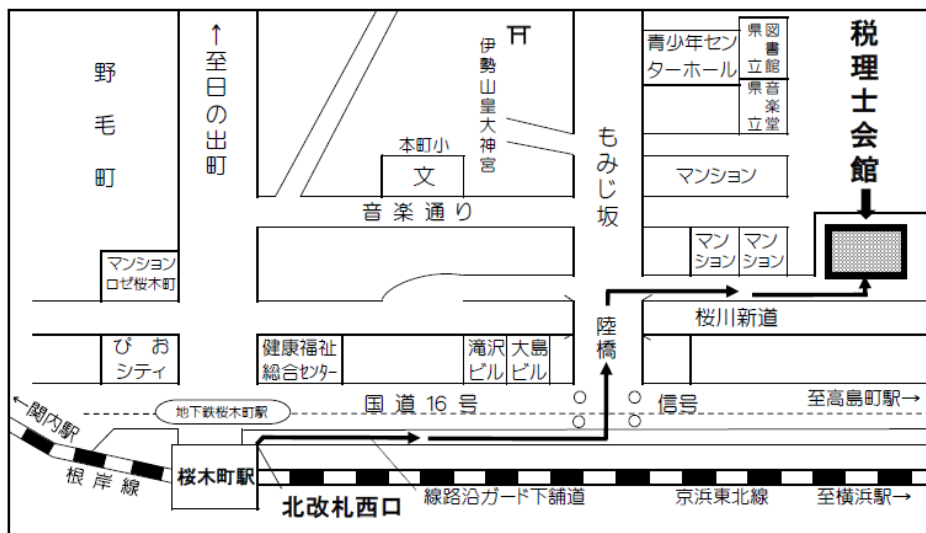 野毛町
↑至日の出町
伊勢山皇大神宮
本町小
文
音楽通り
もみじ坂
青少年セン
ターホール
県立
図書館
県立
音楽堂
マンション
税理士会館
マン
ション
マン
ション
マンション
ロゼ桜木町
桜川新道
陸橋
ぴお
シティ
健康福祉
総合センター
滝沢
ビル
大島
ビル
地下鉄桜木町駅
国道16号
信号
至高島町駅→
←関内駅
根岸線
桜木町駅
北改札西口
線路沿ガード下舗道
京浜東北線
至横浜駅→